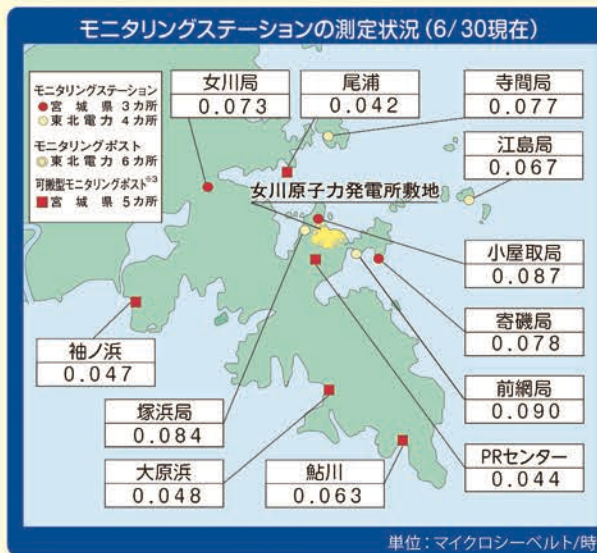 モニタリングステーションの測定状況（6/30現在）
モニタリングステーション
宮城県 3カ所
東北電力 4カ所
モニタリングポスト
東北電力 6カ所
可搬型モニタリングポスト※3
宮城県 5カ所
女川局
0.073
尾浦
0.042
寺間局
0.077
江島局
0.067
女川原子力発電所敷地
小屋取局
0.087
寄磯局
0.078
前網局
0.090
PRセンター
0.044
袖ノ浜
0.047
塚浜局
0.084
大原浜
0.048
鮎川
0.063
単位：マイクロシーベルト/時